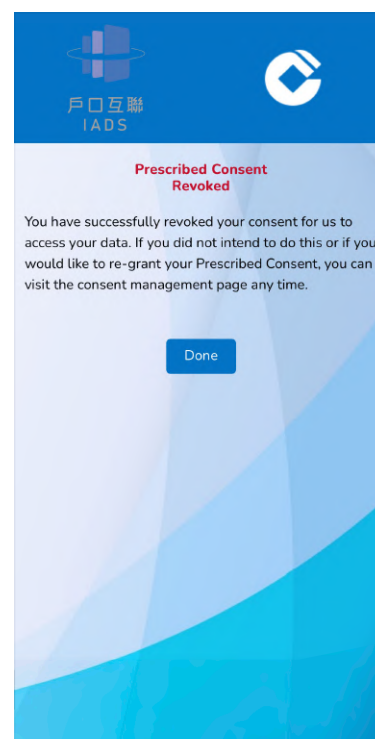 戶口互聯
IADS
Prescribed Consent
Revoked
You have successfully revoked your consent for us to
access your data. If you did not intend to do this or if you
would like to re-grant your Prescribed Consent, you can
visit the consent management page any time.
Done